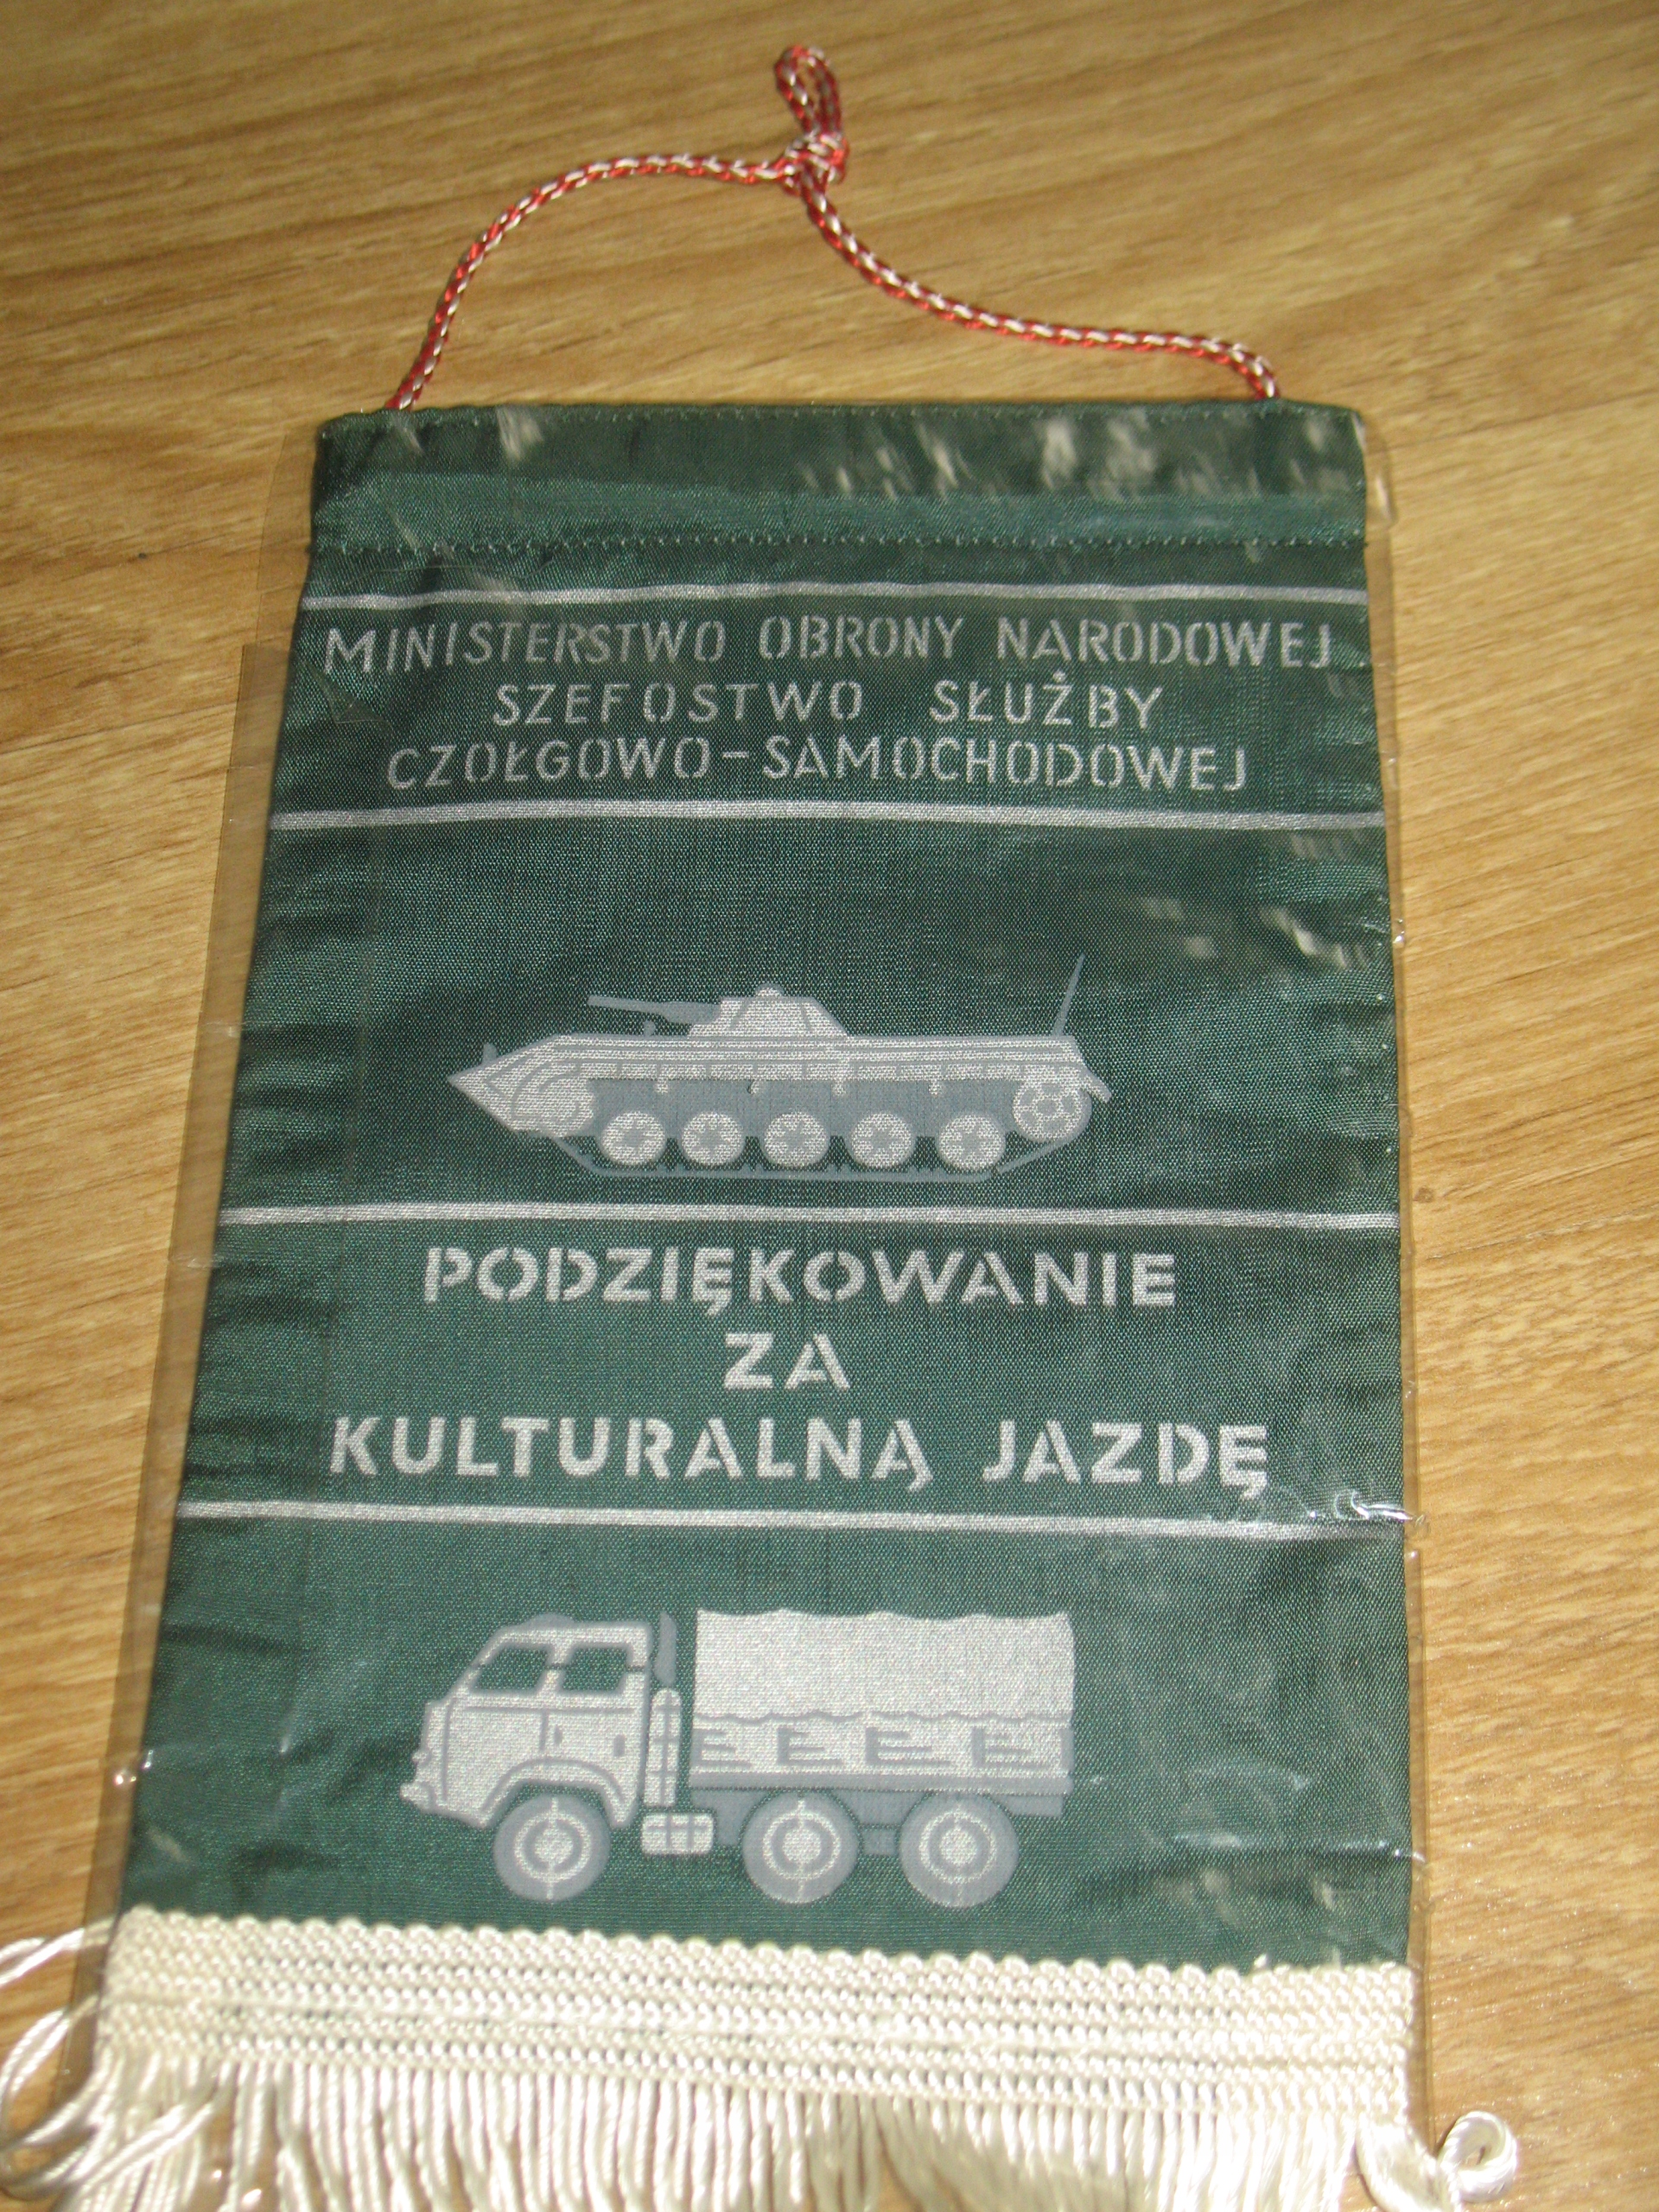 MINISTERSTWO OBRONY NARODOWEJ
SZEFOSTWO SŁUŻBY
CZOŁGOWO-SAMOCHODOWEJ
PODZIĘKOWANIE
ZA
KULTURALNĄ JAZDĘ